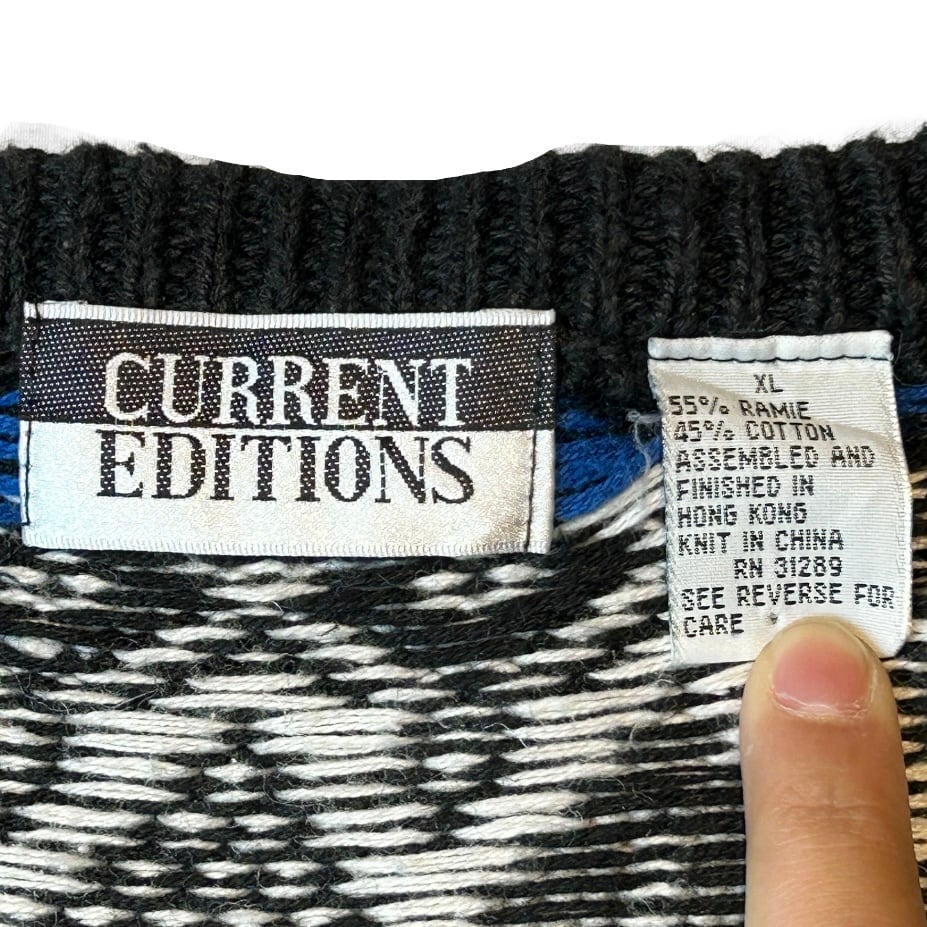 CURRENT
EDITIONS
XL
55% RAMIE
45% COTTON
ASSEMBLED AND
FINISHED IN
HONG KONG
KNIT IN CHINA
RN 31289
SEE REVERSE FOR
CARE